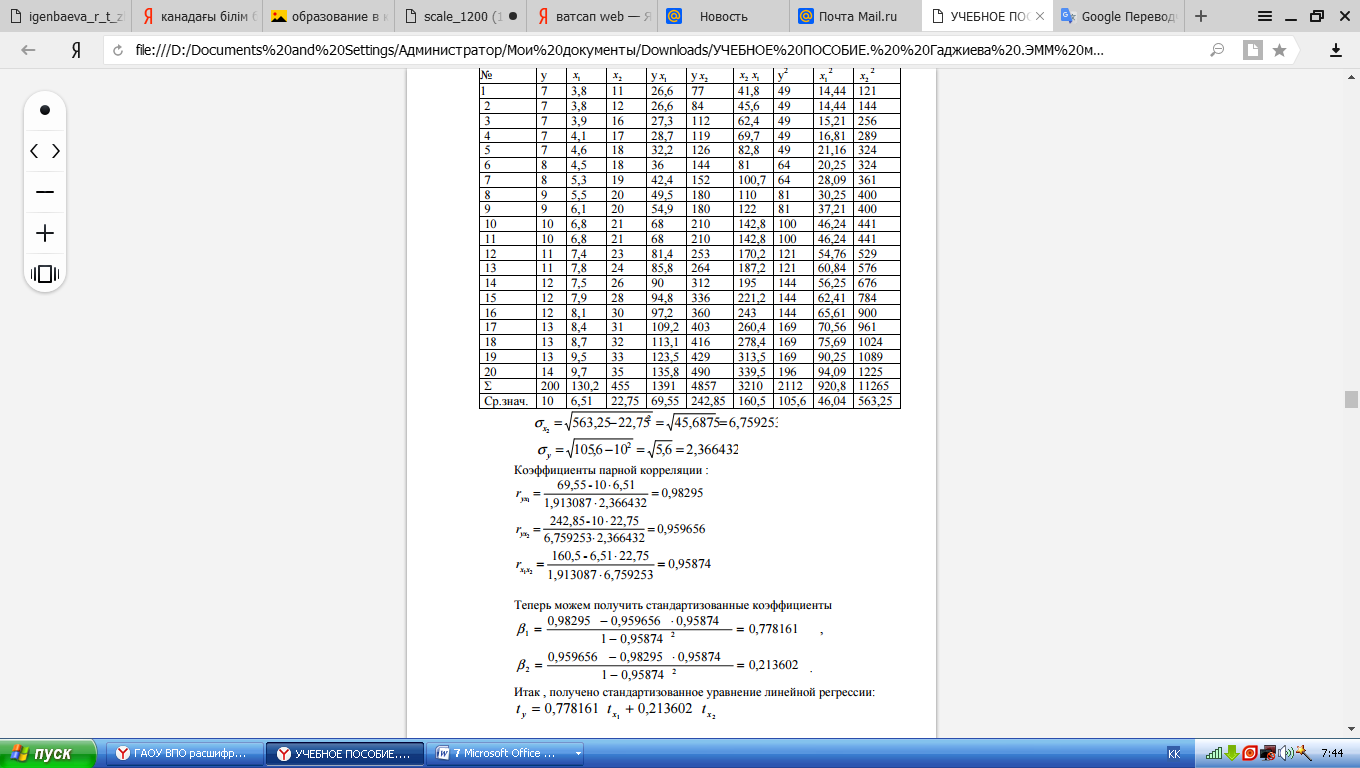 igenbaeva_r_t_z
канадағы білім б
образование в к
scale_1200 (1
ватсап web — Я
Новость
Почта Mail.ru
УЧЕБНОЕ ПОС
Google Перевод
file:///D:/Documents%20and%20Settings/Администратор/Мои%20документы/Downloads/УЧЕБНОЕ%20ПОСОБИЕ.%20%20Гаджиева%20.ЭММ%20м...
№ y x₁ x₂ y x₁ y x₂ x₂ x₁ y² x₁² x₂²
1 7 3,8 11 26,6 77 41,8 49 14,44 121
2 7 3,8 12 26,6 84 45,6 49 14,44 144
3 7 3,9 16 27,3 112 62,4 49 15,21 256
4 7 4,1 17 28,7 119 69,7 49 16,81 289
5 7 4,6 18 32,2 126 82,8 49 21,16 324
6 8 4,5 18 36 144 81 64 20,25 324
7 8 5,3 19 42,4 152 100,7 64 28,09 361
8 9 5,5 20 49,5 180 110 81 30,25 400
9 9 6,1 20 54,9 180 122 81 37,21 400
10 10 6,8 21 68 210 142,8 100 46,24 441
11 10 6,8 21 68 210 142,8 100 46,24 441
12 11 7,4 23 81,4 253 170,2 121 54,76 529
13 11 7,8 24 85,8 264 187,2 121 60,84 576
14 12 7,5 26 90 312 195 144 56,25 676
15 12 7,9 28 94,8 336 221,2 144 62,41 784
16 12 8,1 30 97,2 360 243 144 65,61 900
17 13 8,4 31 109,2 403 260,4 169 70,56 961
18 13 8,7 32 113,1 416 278,4 169 75,69 1024
19 13 9,5 33 123,5 429 313,5 169 90,25 1089
20 14 9,7 35 135,8 490 339,5 196 94,09 1225
Σ 200 130,2 455 1391 4857 3210 2112 920,8 11265
Ср.знач. 10 6,51 22,75 69,55 242,85 160,5 105,6 46,04 563,25
σx₂ = √563,25−22,75² = √45,6875 = 6,759253
σy = √105,6−10² = √5,6 = 2,366432
Коэффициенты парной корреляции :
ryx₁ = (69,55 - 10 · 6,51) / (1,913087 · 2,366432) = 0,98295
ryx₂ = (242,85 - 10 · 22,75) / (6,759253 · 2,366432) = 0,959656
rx₁x₂ = (160,5 - 6,51 · 22,75) / (1,913087 · 6,759253) = 0,95874
Теперь можем получить стандартизованные коэффициенты
β₁ = (0,98295 − 0,959656 · 0,95874) / (1 − 0,95874 ²) = 0,778161 ,
β₂ = (0,959656 − 0,98295 · 0,95874) / (1 − 0,95874 ²) = 0,213602 .
Итак , получено стандартизованное уравнение линейной регрессии:
ty = 0,778161 tx₁ + 0,213602 tx₂
пуск
ГАОУ ВПО расшифр...
УЧЕБНОЕ ПОСОБИЕ....
7 Microsoft Office ...
KK
7:44